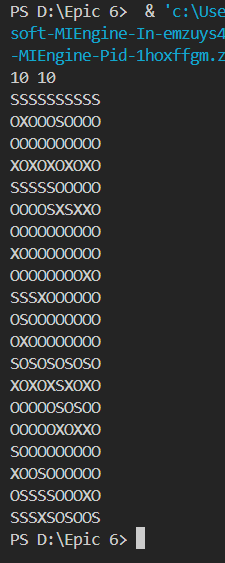 PS D:\Epic 6>  & 'c:\Use
soft-MIEngine-In-emzuys4
-MIEngine-Pid-1hoxffgm.z
10 10
SSSSSSSSSS
OXOOOSOOOO
OOOOOOOOOO
XOXOXOXOXO
SSSSSOOOOO
OOOOSXSXXO
OOOOOOOOOO
XOOOOOOOOO
OOOOOOOOXO
SSSXOOOOOO
OSOOOOOOOO
OXOOOOOOOO
SOSOSOSOSO
XOXOXSXOXO
OOOOOSOSOO
OOOOOXOXXO
SOOOOOOOOO
XOOSOOOOOO
OSSSSOOOXO
SSSXSOSOOS
PS D:\Epic 6>